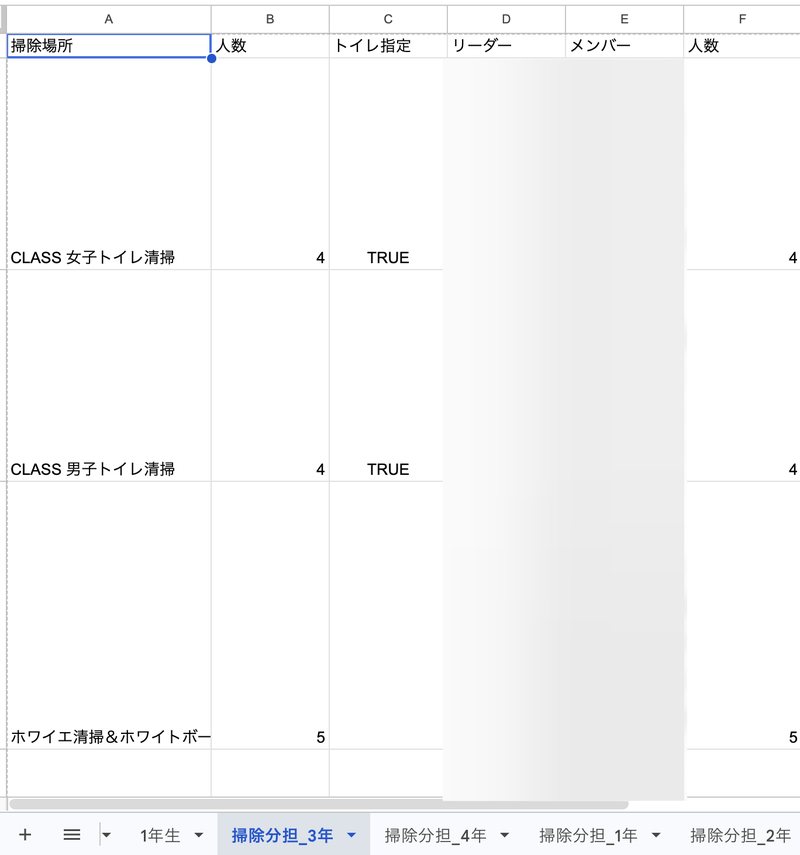 A B C D E F
掃除場所 人数 トイレ指定 リーダー メンバー 人数
CLASS 女子トイレ清掃 4 TRUE 4
CLASS 男子トイレ清掃 4 TRUE 4
ホワイエ清掃＆ホワイトボー 5 5
1年生 掃除分担_3年 掃除分担_4年 掃除分担_1年 掃除分担_2年